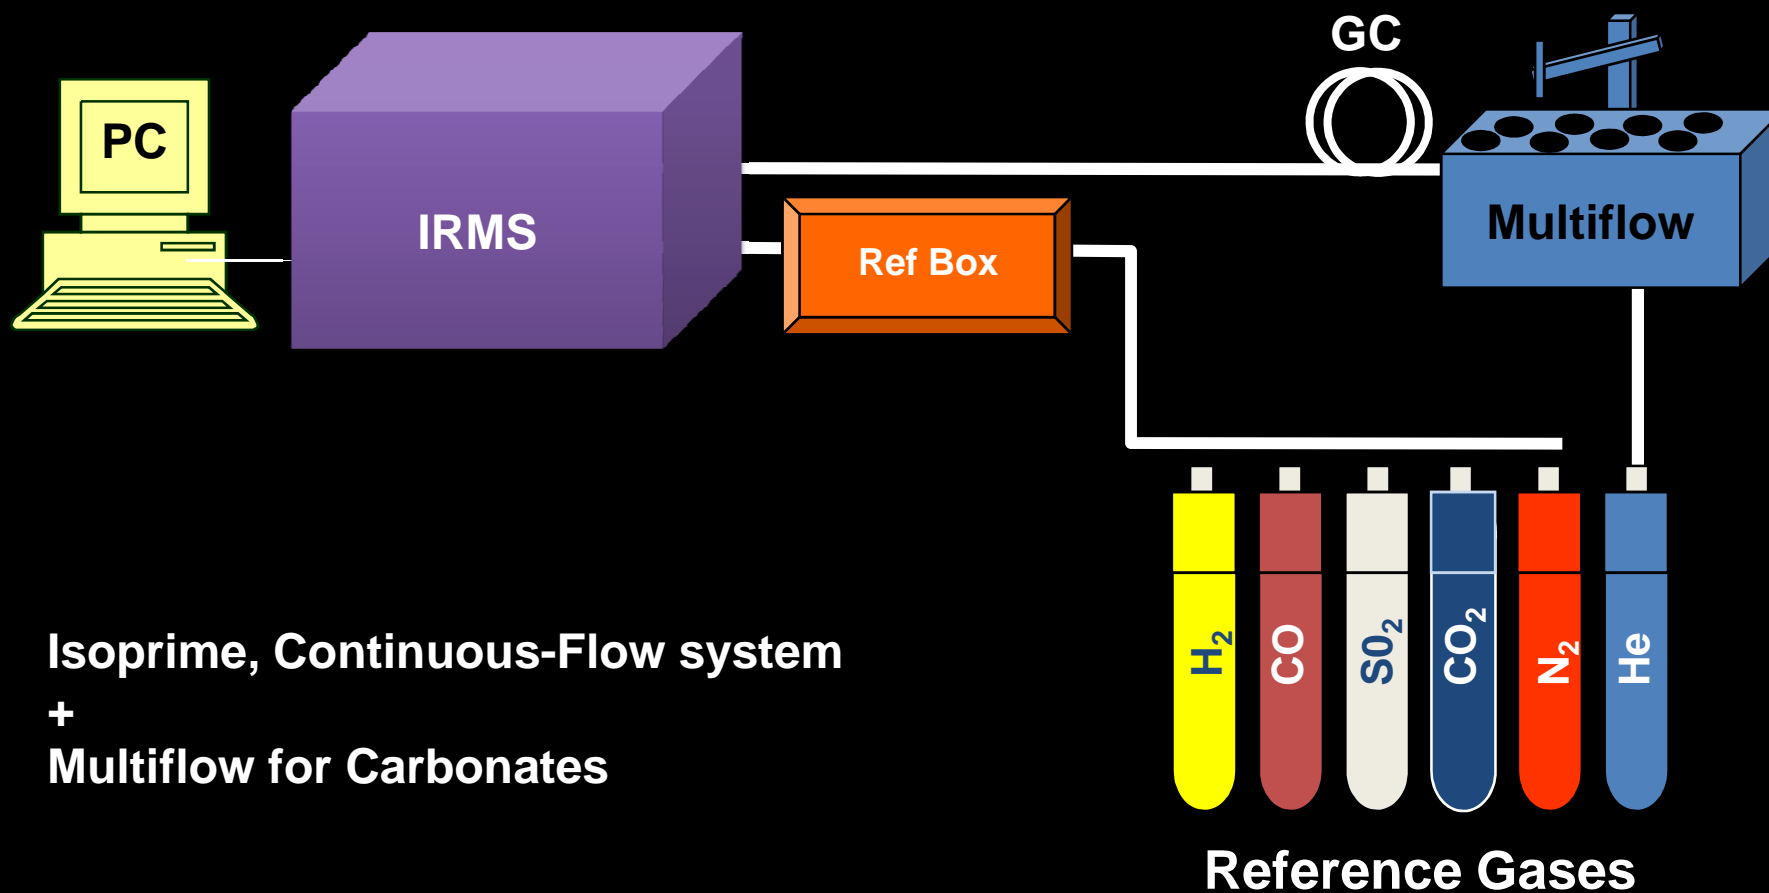 GC
PC
IRMS
Ref Box
Multiflow
H₂
CO
S0₂
CO₂
N₂
He
Isoprime, Continuous-Flow system
+
Multiflow for Carbonates
Reference Gases